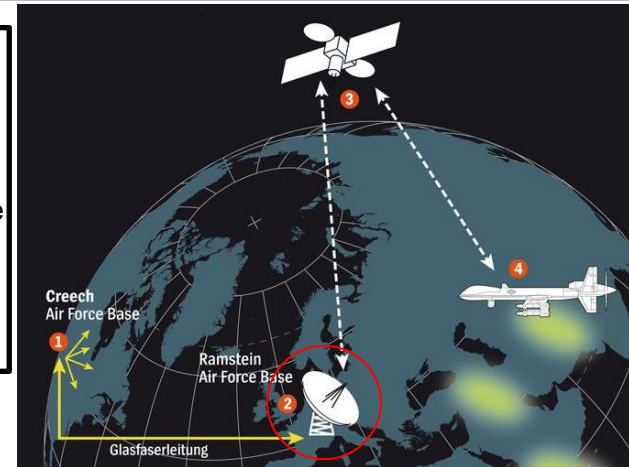 e
3
4
Creech
Air Force Base
1
Ramstein
Air Force Base
2
Glasfaserleitung